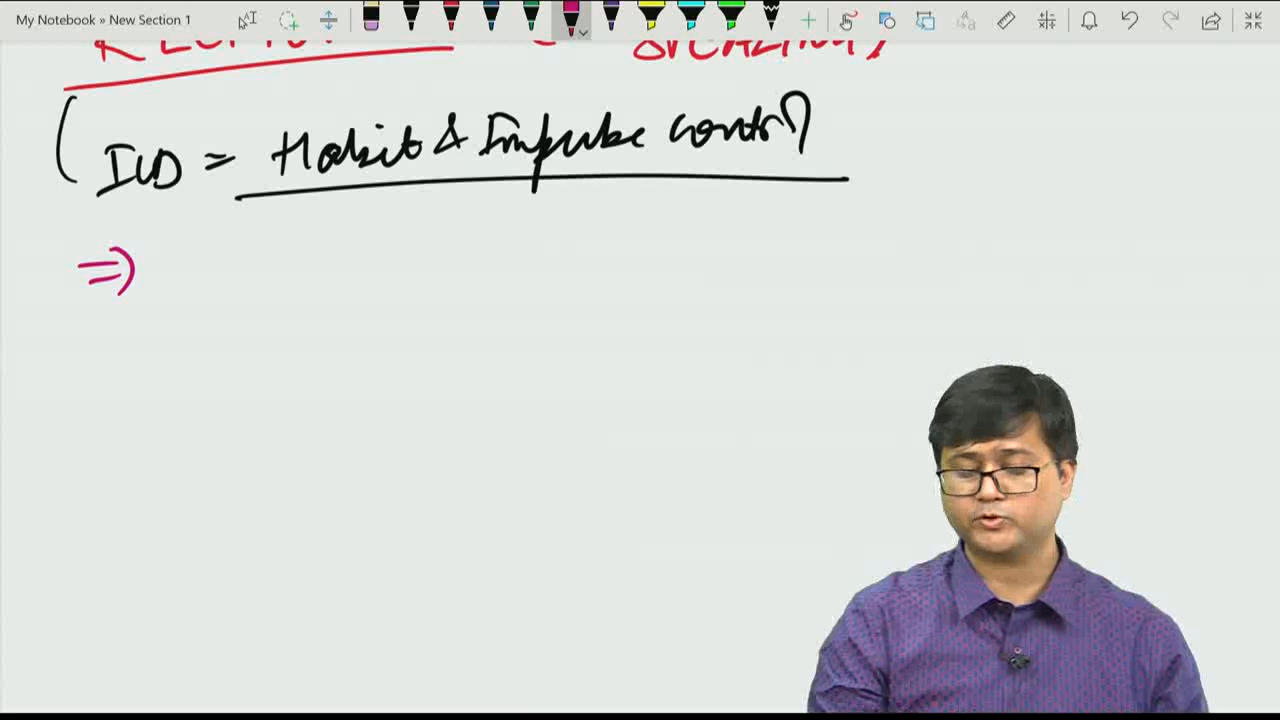 My Notebook » New Section 1
(ICD = Habit & Impulse control)
⇒